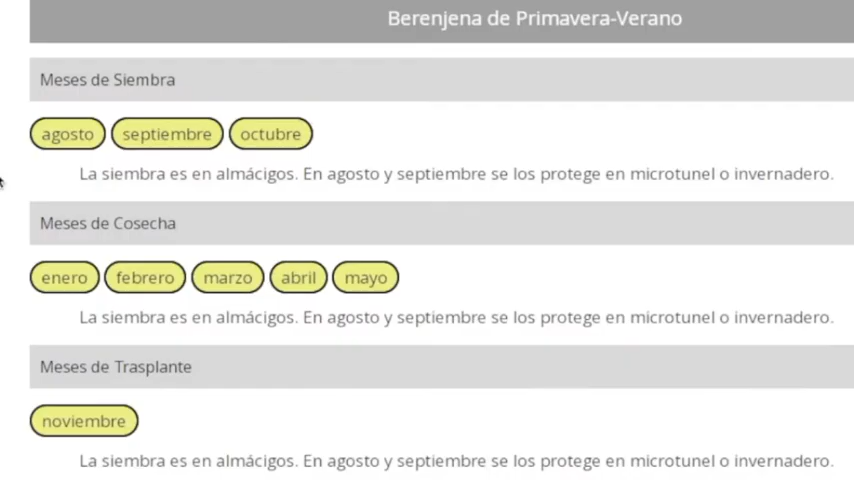 Berenjena de Primavera-Verano
Meses de Siembra
agosto septiembre octubre
La siembra es en almácigos. En agosto y septiembre se los protege en microtunel o invernadero.
Meses de Cosecha
enero febrero marzo abril mayo
La siembra es en almácigos. En agosto y septiembre se los protege en microtunel o invernadero.
Meses de Trasplante
noviembre
La siembra es en almácigos. En agosto y septiembre se los protege en microtunel o invernadero.